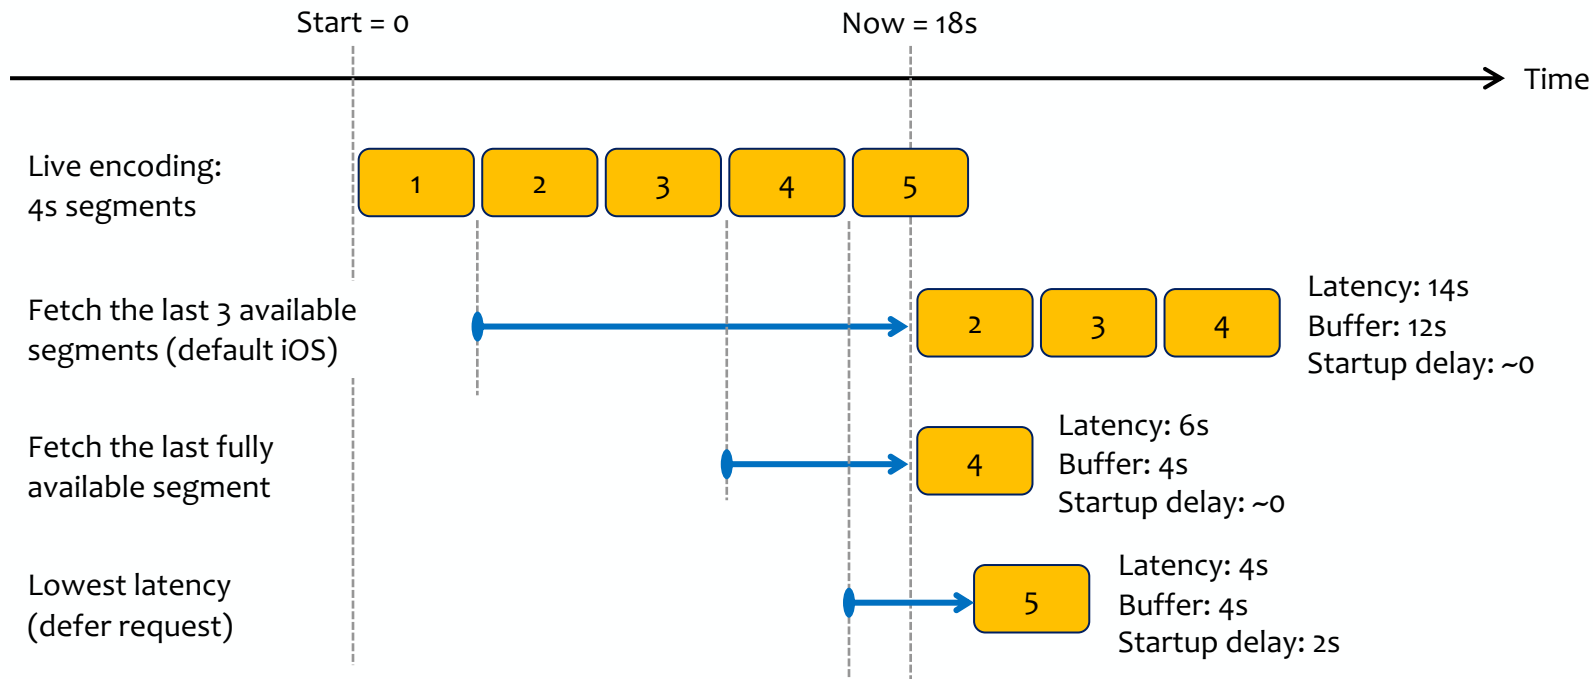 Start = 0
Now = 18s
Time
Live encoding:
4s segments
1
2
3
4
5
Fetch the last 3 available
segments (default iOS)
2
3
4
Latency: 14s
Buffer: 12s
Startup delay: ~0
Fetch the last fully
available segment
4
Latency: 6s
Buffer: 4s
Startup delay: ~0
Lowest latency
(defer request)
5
Latency: 4s
Buffer: 4s
Startup delay: 2s